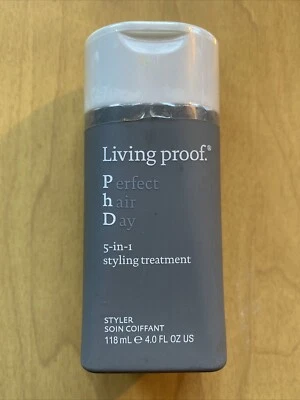 Living proof.®
Perfect
hair
Day
5-in-1
styling treatment
STYLER
SOIN COIFFANT
118 mL e 4.0 FL OZ US